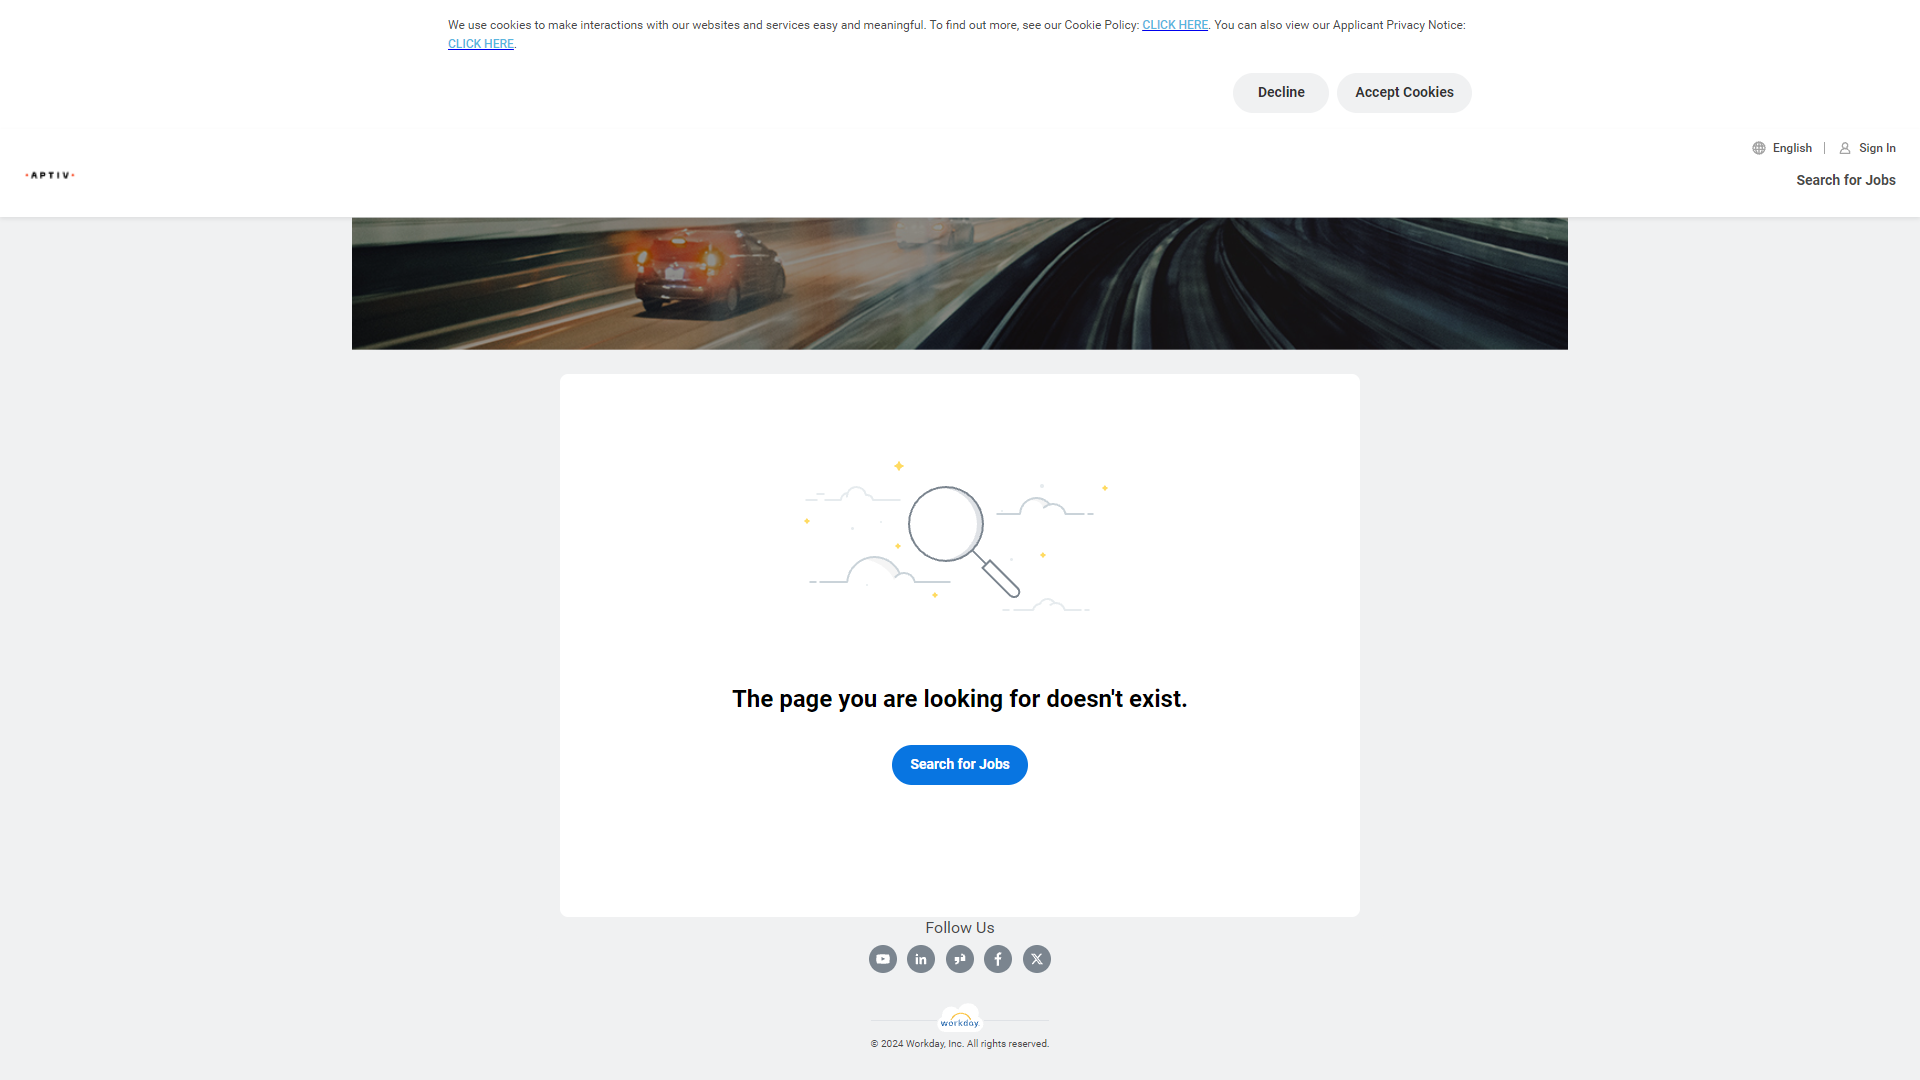 We use cookies to make interactions with our websites and services easy and meaningful. To find out more, see our Cookie Policy: CLICK HERE. You can also view our Applicant Privacy Notice:
CLICK HERE.
Decline
Accept Cookies
English
Sign In
APTIV
Search for Jobs
The page you are looking for doesn't exist.
Search for Jobs
Follow Us
workday.
© 2024 Workday, Inc. All rights reserved.